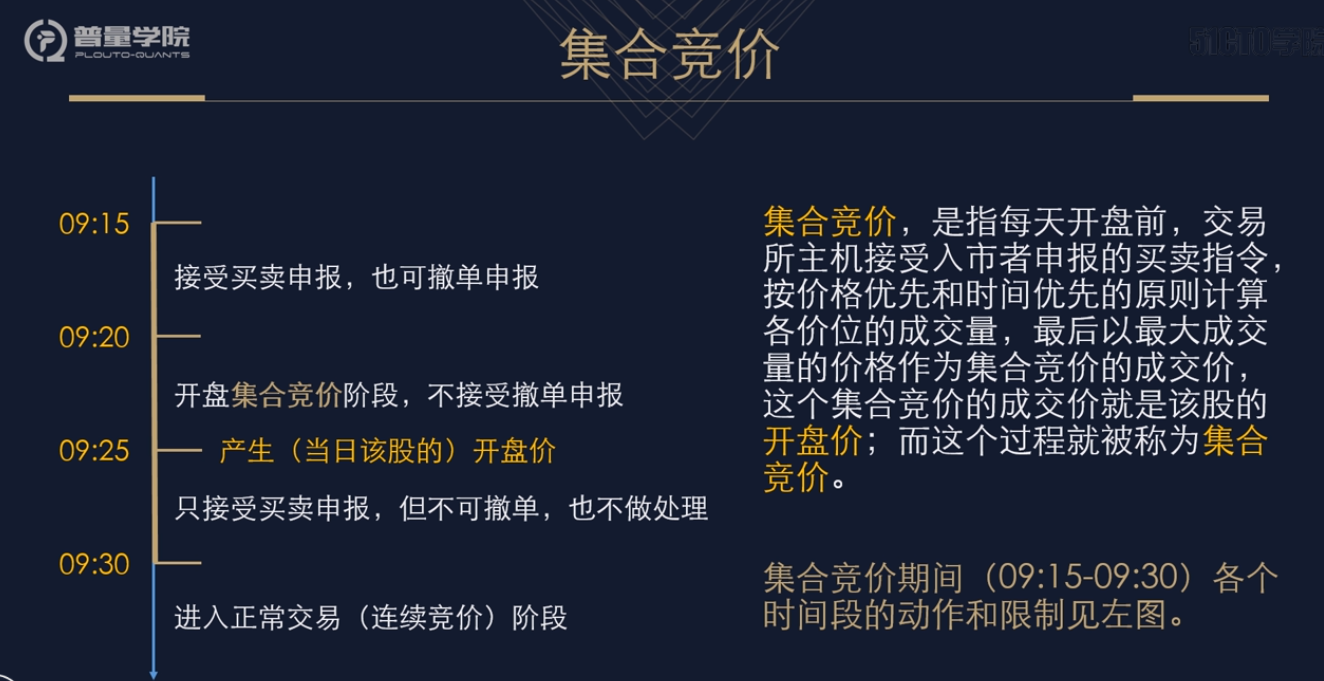 普量学院
PLOUTO-QUANTS
集合竞价
09:15
接受买卖申报，也可撤单申报
09:20
开盘集合竞价阶段，不接受撤单申报
09:25
产生（当日该股的）开盘价
只接受买卖申报，但不可撤单，也不做处理
09:30
进入正常交易（连续竞价）阶段
集合竞价，是指每天开盘前，交易
所主机接受入市者申报的买卖指令，
按价格优先和时间优先的原则计算
各价位的成交量，最后以最大成交
量的价格作为集合竞价的成交价，
这个集合竞价的成交价就是该股的
开盘价；而这个过程就被称为集合
竞价。
集合竞价期间（09:15-09:30）各个
时间段的动作和限制见左图。